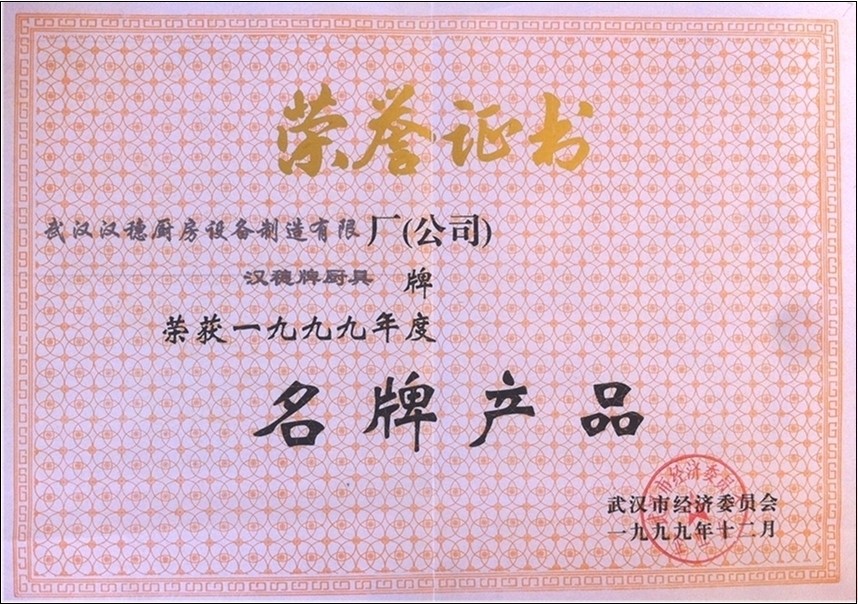 荣誉证书
武汉汉穗厨房设备制造有限厂(公司)
汉穗牌厨具 牌
荣获一九九九年度
名牌产品
武汉市经济委员会
一九九九年十二月